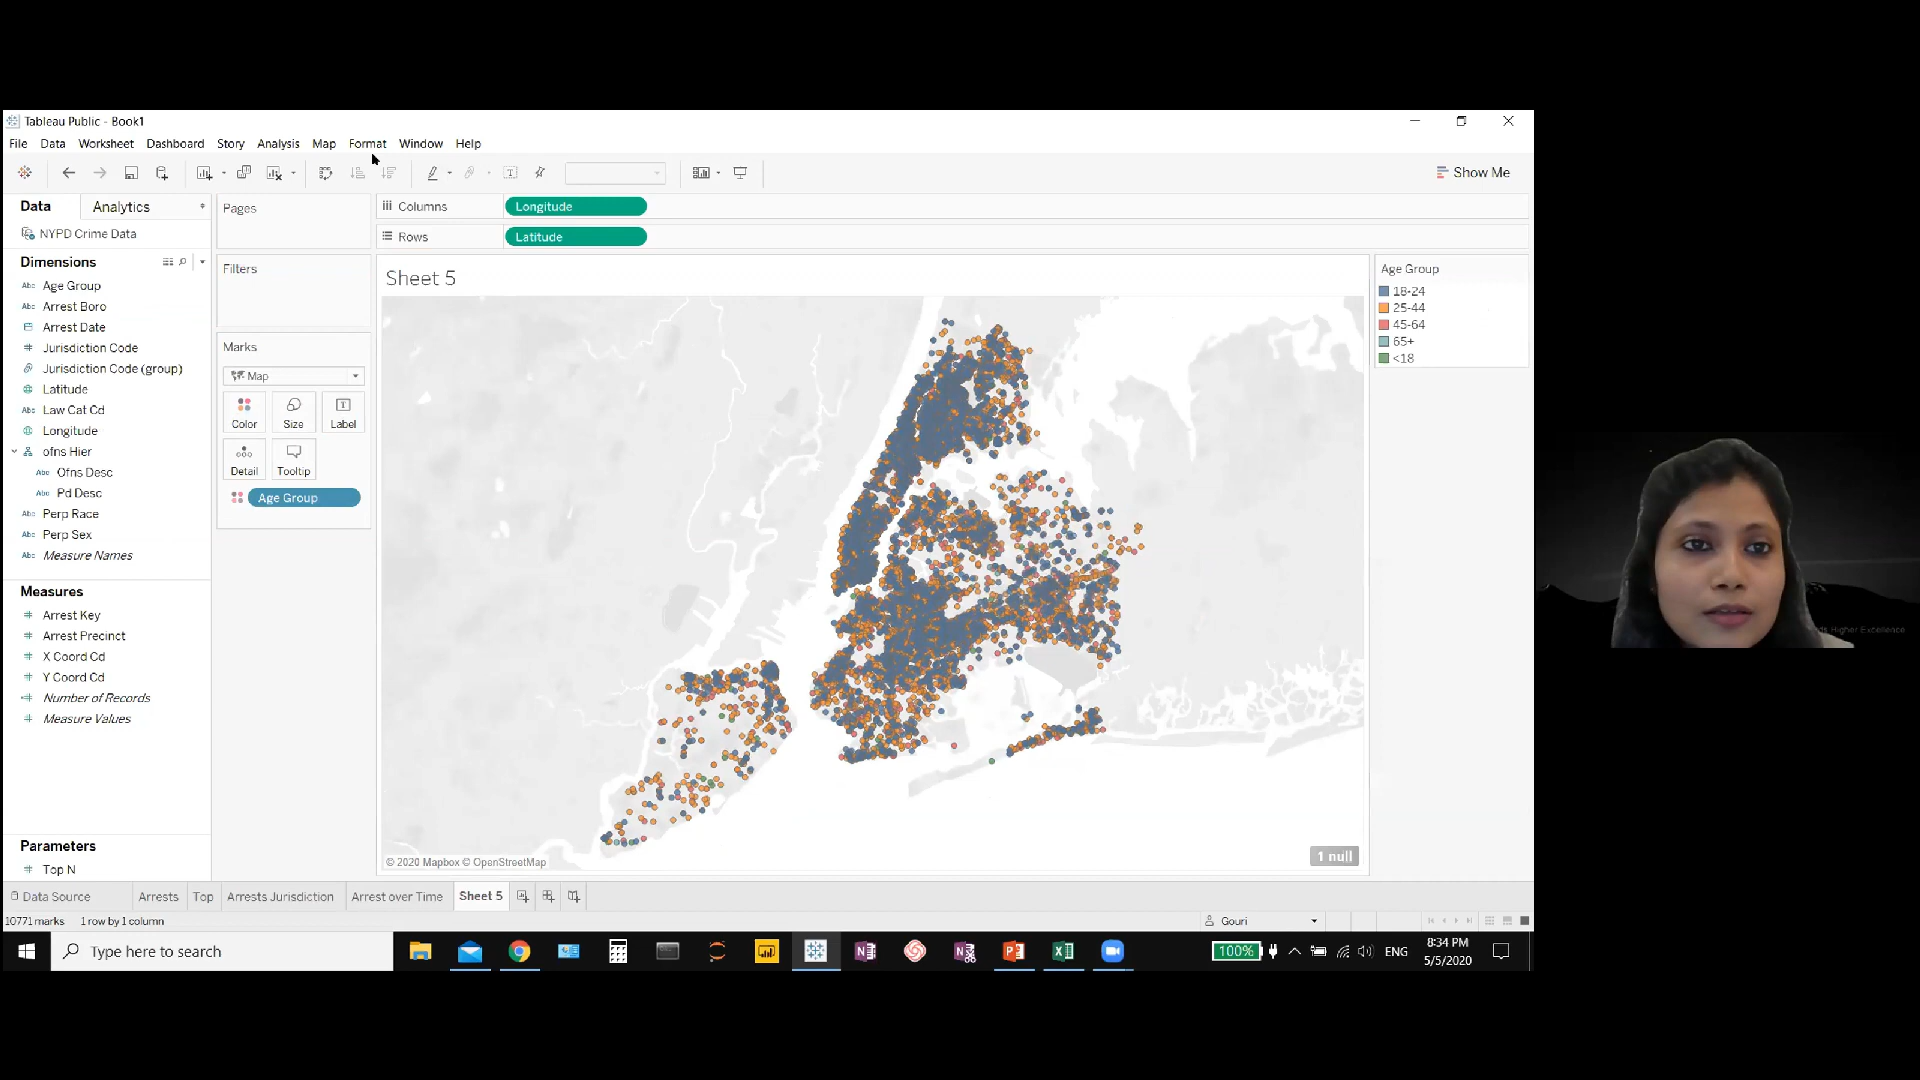 Tableau Public - Book1
File Data Worksheet Dashboard Story Analysis Map Format Window Help
Show Me
Data Analytics
NYPD Crime Data
Dimensions
Age Group
Arrest Boro
Arrest Date
Jurisdiction Code
Jurisdiction Code (group)
Latitude
Law Cat Cd
Longitude
ofns Hier
Ofns Desc
Pd Desc
Perp Race
Perp Sex
Measure Names
Measures
Arrest Key
Arrest Precinct
X Coord Cd
Y Coord Cd
Number of Records
Measure Values
Parameters
Top N
Pages
Filters
Marks
Map
Color Size Label
Detail Tooltip
Age Group
Columns Longitude
Rows Latitude
Sheet 5
© 2020 Mapbox © OpenStreetMap
1 null
Age Group
18-24
25-44
45-64
65+
<18
Data Source Arrests Top Arrests Jurisdiction Arrest over Time Sheet 5
10771 marks 1 row by 1 column
Gouri
Type here to search
100%
ENG
8:34 PM
5/5/2020
Higher Excellence